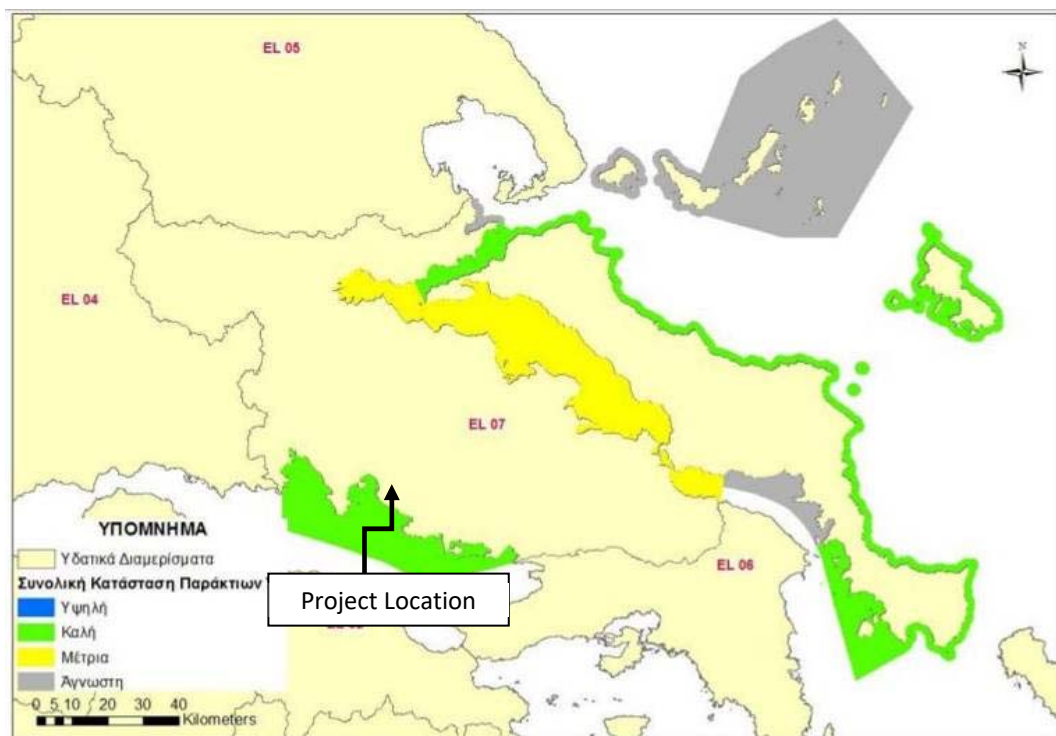 EL 05
N
EL 04
EL 07
EL 06
Project Location
ΥΠΟΜΝΗΜΑ
Υδατικά Διαμερίσματα
Συνολική Κατάσταση Παράκτιων
Υψηλή
Καλή
Μέτρια
Άγνωστη
0 5 10 20 30 40
Kilometers